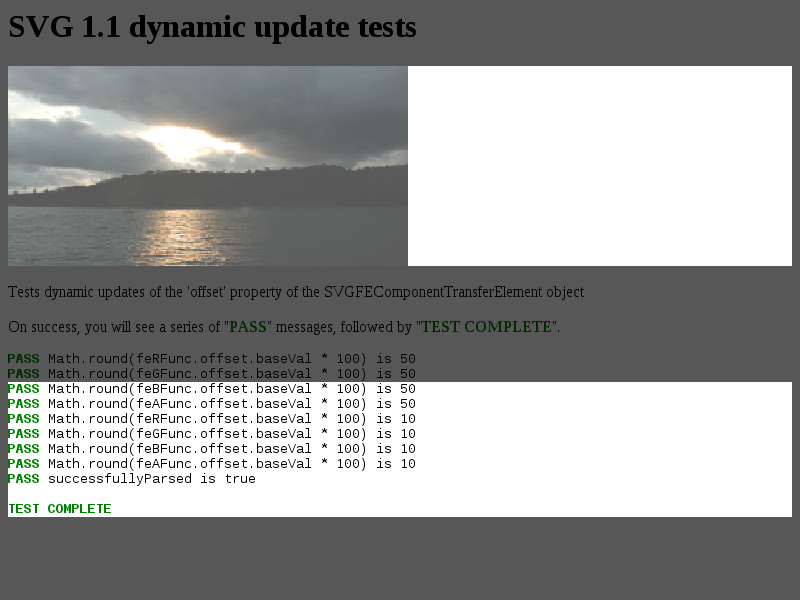 SVG 1.1 dynamic update tests
Tests dynamic updates of the 'offset' property of the SVGFEComponentTransferElement object
On success, you will see a series of "PASS" messages, followed by "TEST COMPLETE".
PASS Math.round(feRFunc.offset.baseVal * 100) is 50
PASS Math.round(feGFunc.offset.baseVal * 100) is 50
PASS Math.round(feBFunc.offset.baseVal * 100) is 50
PASS Math.round(feAFunc.offset.baseVal * 100) is 50
PASS Math.round(feRFunc.offset.baseVal * 100) is 10
PASS Math.round(feGFunc.offset.baseVal * 100) is 10
PASS Math.round(feBFunc.offset.baseVal * 100) is 10
PASS Math.round(feAFunc.offset.baseVal * 100) is 10
PASS successfullyParsed is true
TEST COMPLETE